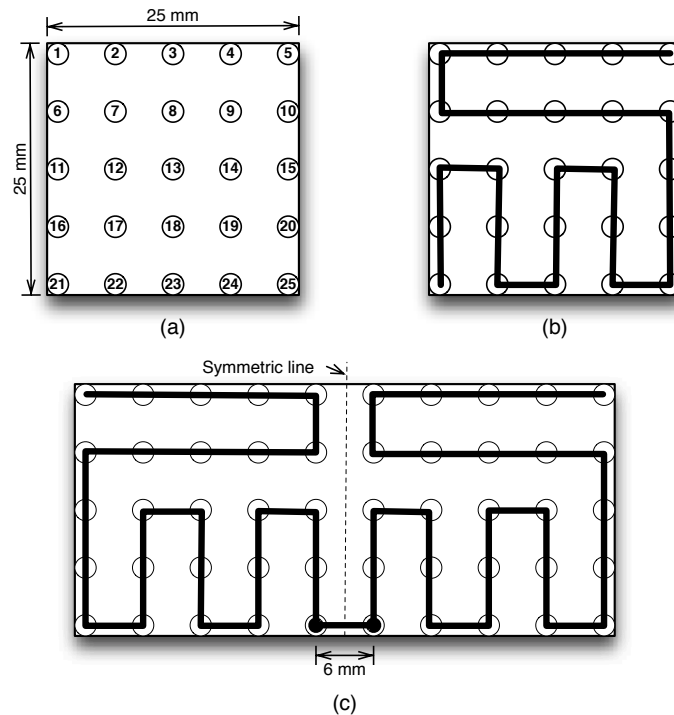 25 mm
25 mm
1 2 3 4 5
6 7 8 9 10
11 12 13 14 15
16 17 18 19 20
21 22 23 24 25
(a)
(b)
Symmetric line
6 mm
(c)